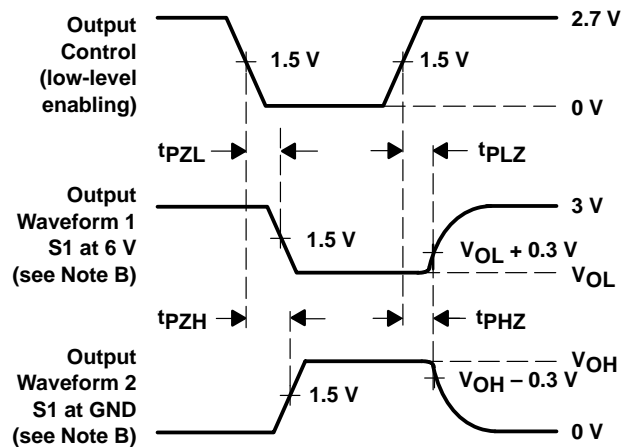 Output
Control
(low-level
enabling)
2.7 V
1.5 V
1.5 V
0 V
tPZL
tPLZ
Output
Waveform 1
S1 at 6 V
(see Note B)
3 V
1.5 V
VOL + 0.3 V
VOL
tPZH
tPHZ
Output
Waveform 2
S1 at GND
(see Note B)
VOH
VOH – 0.3 V
1.5 V
0 V